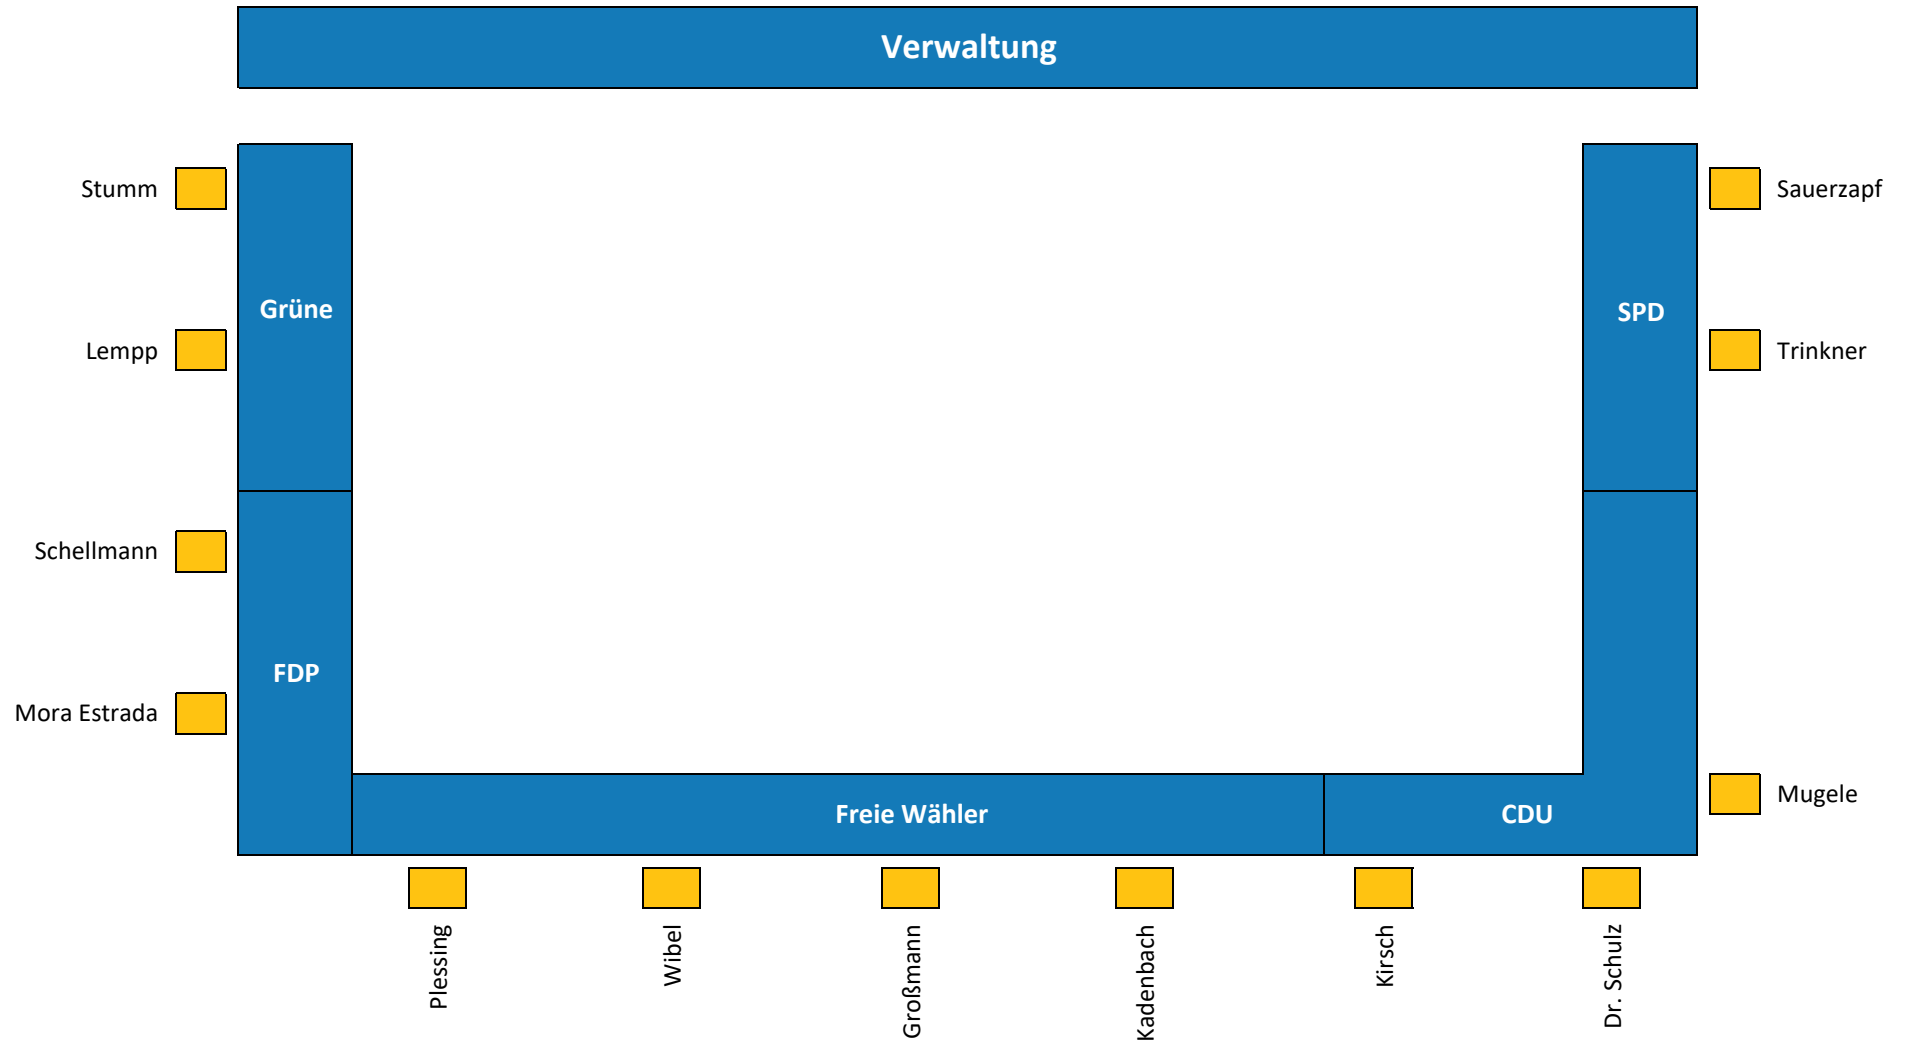 Verwaltung
Stumm
Sauerzapf
Grüne
SPD
Lempp
Trinkner
Schellmann
FDP
Mora Estrada
Mugele
Freie Wähler
CDU
Plessing
Wibel
Großmann
Kadenbach
Kirsch
Dr. Schulz